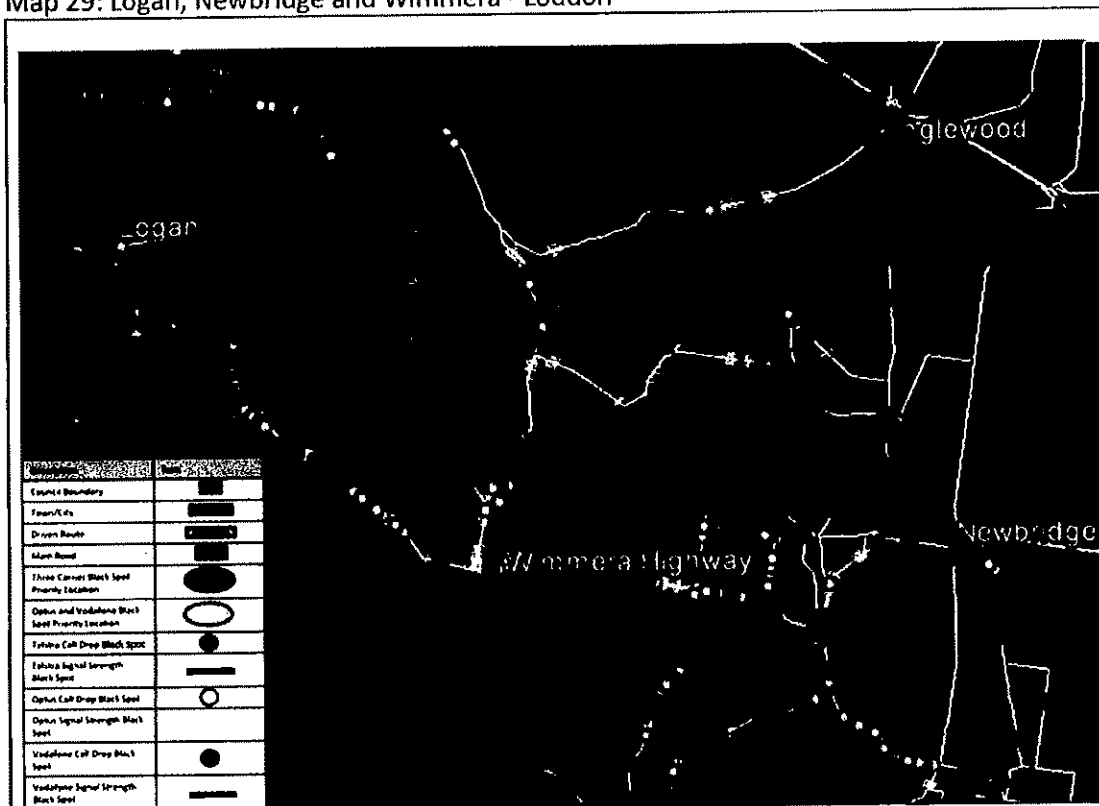 Map 29: Logan, Newbridge and Wimmera - Loddon
nglewood
Logan
Newbridge
Wimmera Highway
Council Boundary
Town/City
Driven Route
Main Road
Three Carrier Black Spot
Priority Location
Optus and Vodafone Black
Spot Priority Location
Telstra Call Drop Black Spot
Telstra Signal Strength
Black Spot
Optus Call Drop Black Spot
Optus Signal Strength Black
Spot
Vodafone Call Drop Black
Spot
Vodafone Signal Strength
Black Spot